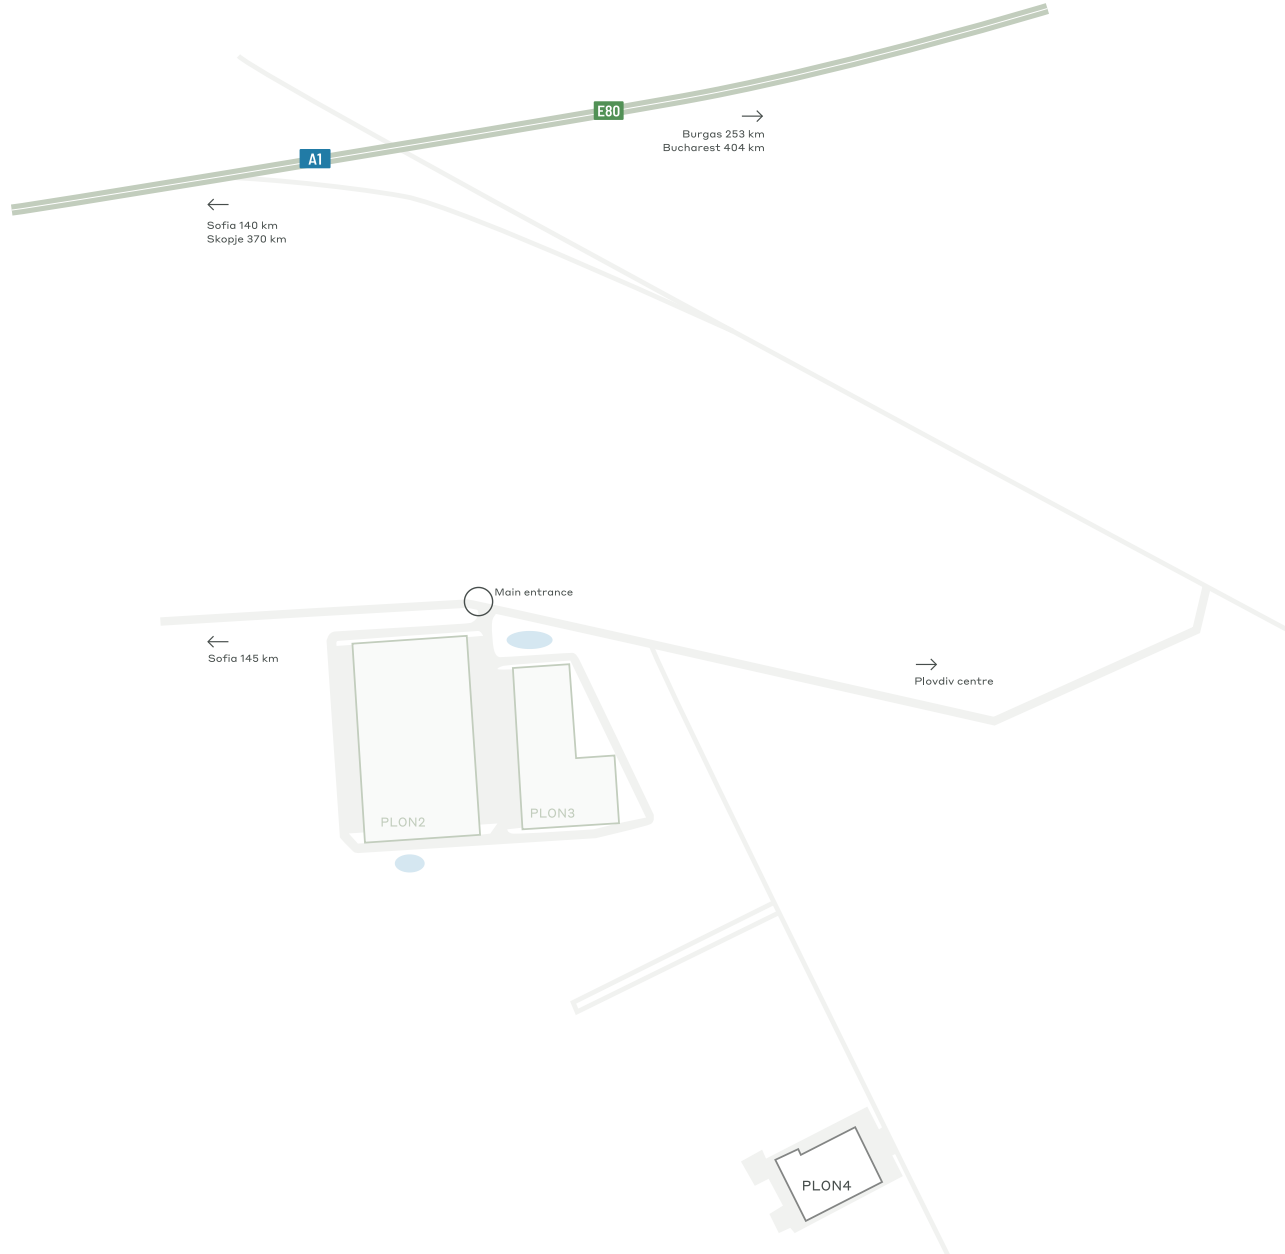 E80
Burgas 253 km
Bucharest 404 km
A1
Sofia 140 km
Skopje 370 km
Main entrance
Sofia 145 km
Plovdiv centre
PLON2
PLON3
PLON4